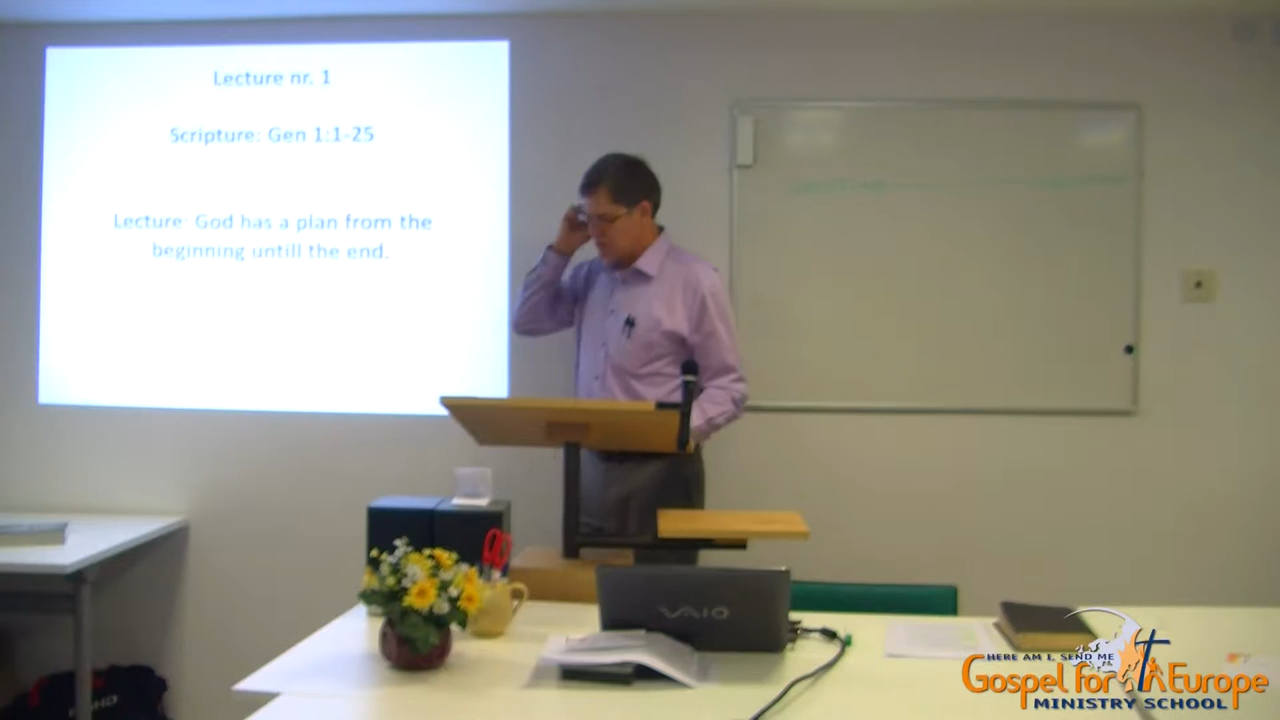 Lecture nr. 1
Scripture: Gen 1:1-25
Lecture: God has a plan from the
beginning untill the end.
VAIO
HERE AM I, SEND ME
Gospel for Europe
MINISTRY SCHOOL